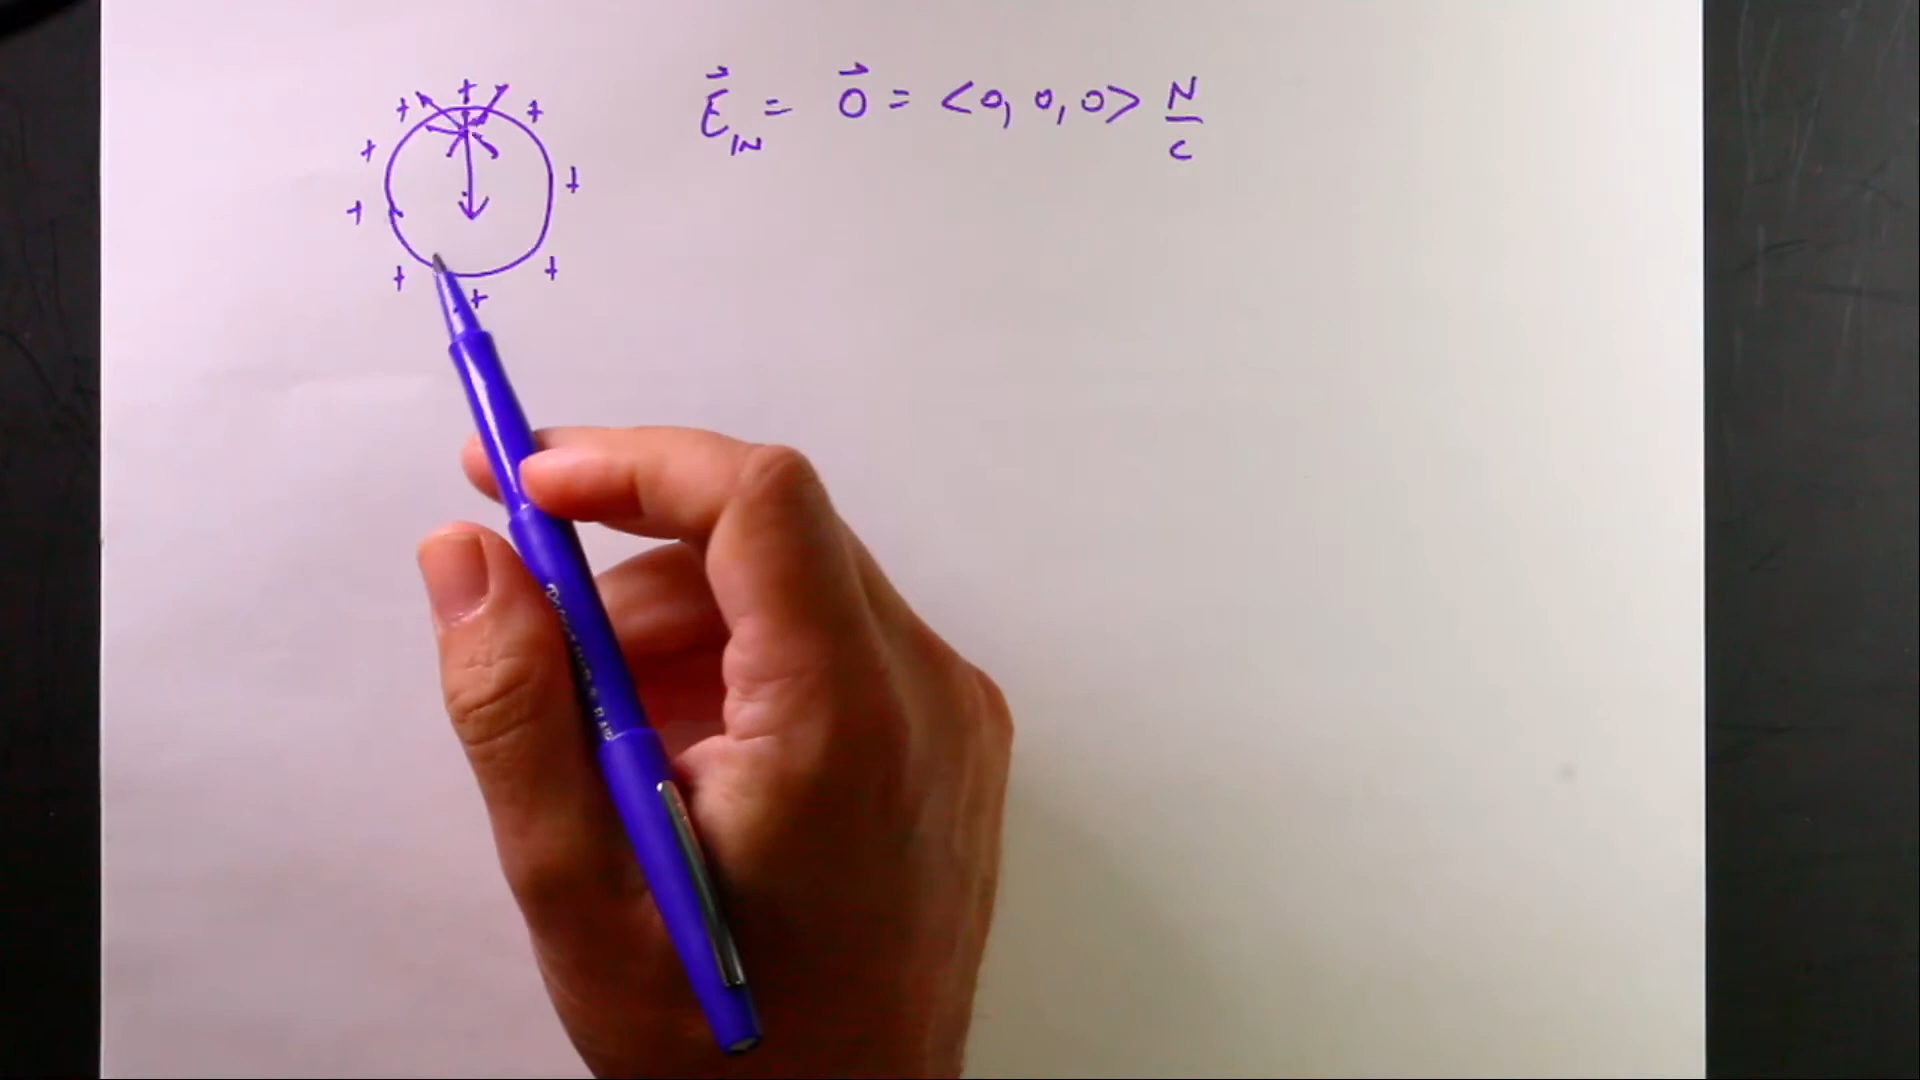 E⃗_IN = 0⃗ = <0, 0, 0> N/C
+ + + + + + + + + +